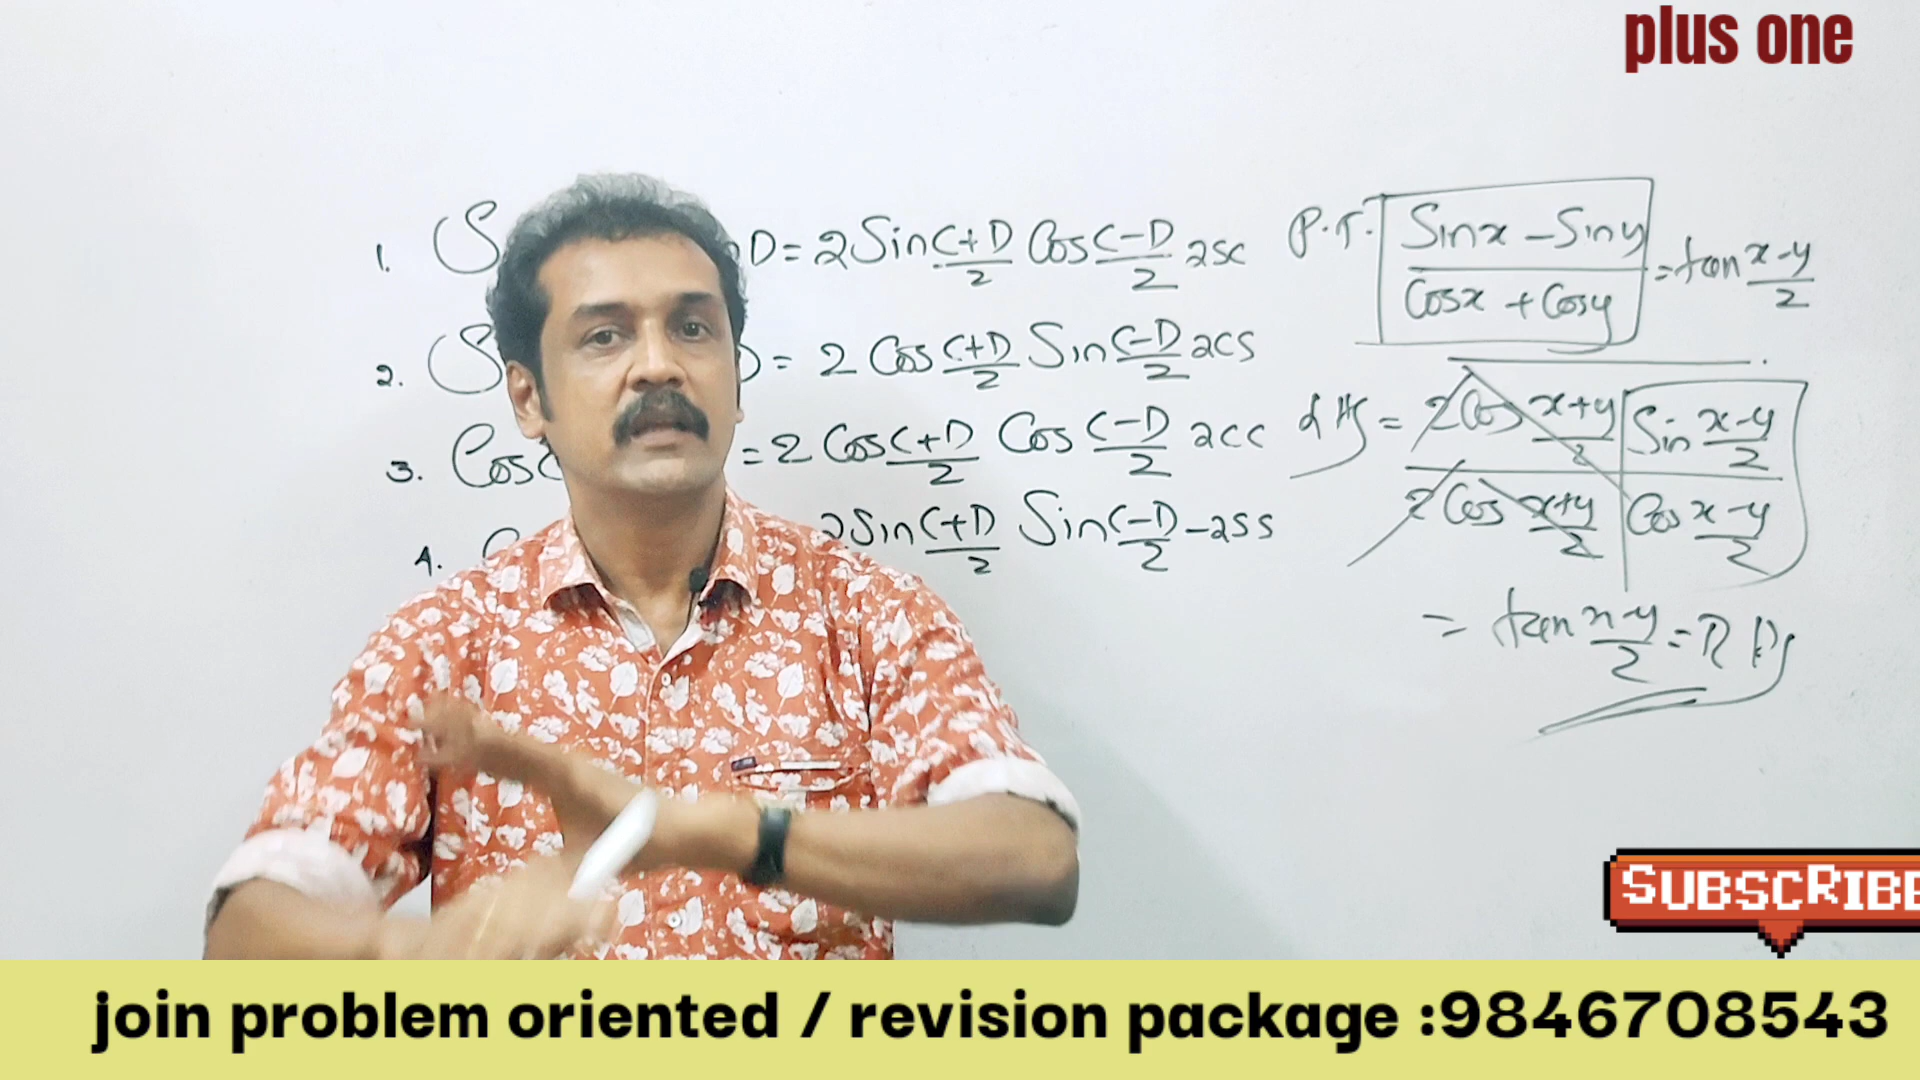 plus one
1. S D = 2 Sin C+D/2 Cos C-D/2 2SC
2. S D = 2 Cos C+D/2 Sin C-D/2 2CS
3. Cos = 2 Cos C+D/2 Cos C-D/2 2CC
4. 2 Sin C+D/2 Sin C-D/2 -2SS
P.T. Sinx - Siny / Cosx + Cosy = tan x-y/2
LHS = 2 Cos x+y/2 Sin x-y/2 / 2 Cos x+y/2 Cos x-y/2
= tan x-y/2 = RHS
SUBSCRIBE
join problem oriented / revision package :9846708543